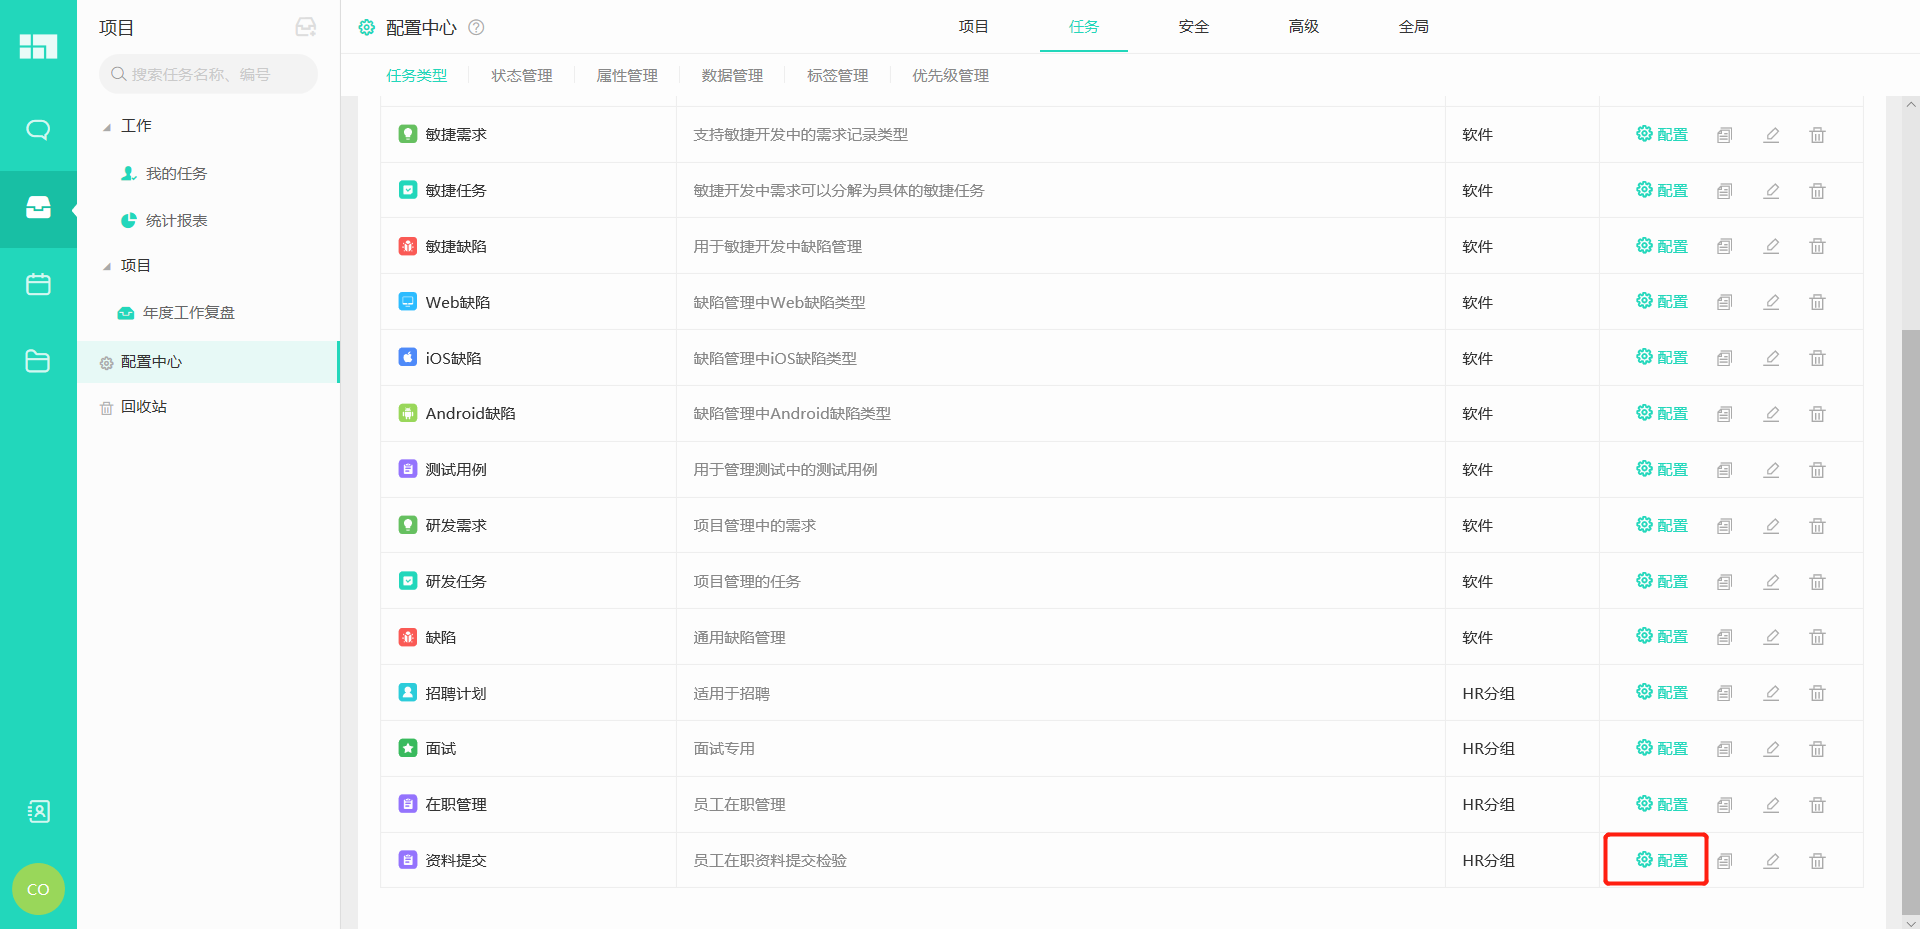 项目
搜索任务名称、编号
工作
我的任务
统计报表
项目
年度工作复盘
配置中心
回收站
CO
配置中心
项目 任务 安全 高级 全局
任务类型 状态管理 属性管理 数据管理 标签管理 优先级管理
敏捷需求 支持敏捷开发中的需求记录类型 软件 配置
敏捷任务 敏捷开发中需求可以分解为具体的敏捷任务 软件 配置
敏捷缺陷 用于敏捷开发中缺陷管理 软件 配置
Web缺陷 缺陷管理中Web缺陷类型 软件 配置
iOS缺陷 缺陷管理中iOS缺陷类型 软件 配置
Android缺陷 缺陷管理中Android缺陷类型 软件 配置
测试用例 用于管理测试中的测试用例 软件 配置
研发需求 项目管理中的需求 软件 配置
研发任务 项目管理的任务 软件 配置
缺陷 通用缺陷管理 软件 配置
招聘计划 适用于招聘 HR分组 配置
面试 面试专用 HR分组 配置
在职管理 员工在职管理 HR分组 配置
资料提交 员工在职资料提交检验 HR分组 配置